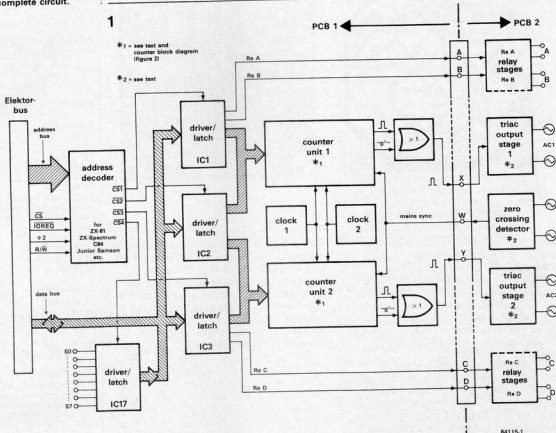 complete circuit.
1
*1 = see text and
counter block diagram
(figure 2)
*2 = see text
PCB 1
PCB 2
Elektor-
bus
address
bus
address
decoder
CS1
CS2
CS3
CS4
CS
IOREQ
÷2
R/W
for
ZX-81
ZX-Spectrum
C64
Junior Samson
etc.
data bus
S0
S7
driver/
latch
IC17
driver/
latch
IC1
driver/
latch
IC2
driver/
latch
IC3
Re A
Re B
counter
unit 1
*1
"0"
≥ 1
clock
1
clock
2
mains sync
counter
unit 2
*1
"0"
≥ 1
Re C
Re D
A
B
X
W
Y
C
D
Re A
relay
stages
Re B
A
B
triac
output
stage
1
*2
AC1
zero
crossing
detector
*2
triac
output
stage
2
*2
AC2
Re C
relay
stages
Re D
C
D
84115-1